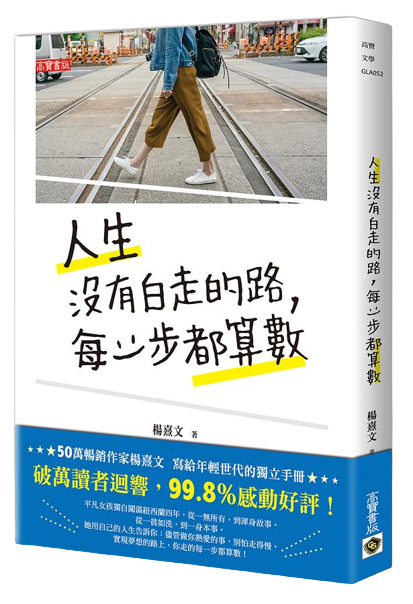 高寶書版
人生
沒有白走的路，
每一步都算數
楊熹文 著
★★★50萬暢銷作家楊熹文 寫給年輕世代的獨立手冊★★★
破萬讀者迴響，99.8%感動好評！
平凡女孩獨自闖蕩紐西蘭四年，從一無所有，到渾身故事。
從一貧如洗，到一身本事。
她用自己的人生告訴你：儘管做你熱愛的事，別怕走得慢。
實現夢想的路上，你走的每一步都算數！
高寶
文學
GLA052
人生沒有白走的路，每一步都算數
楊熹文 著
高寶書版